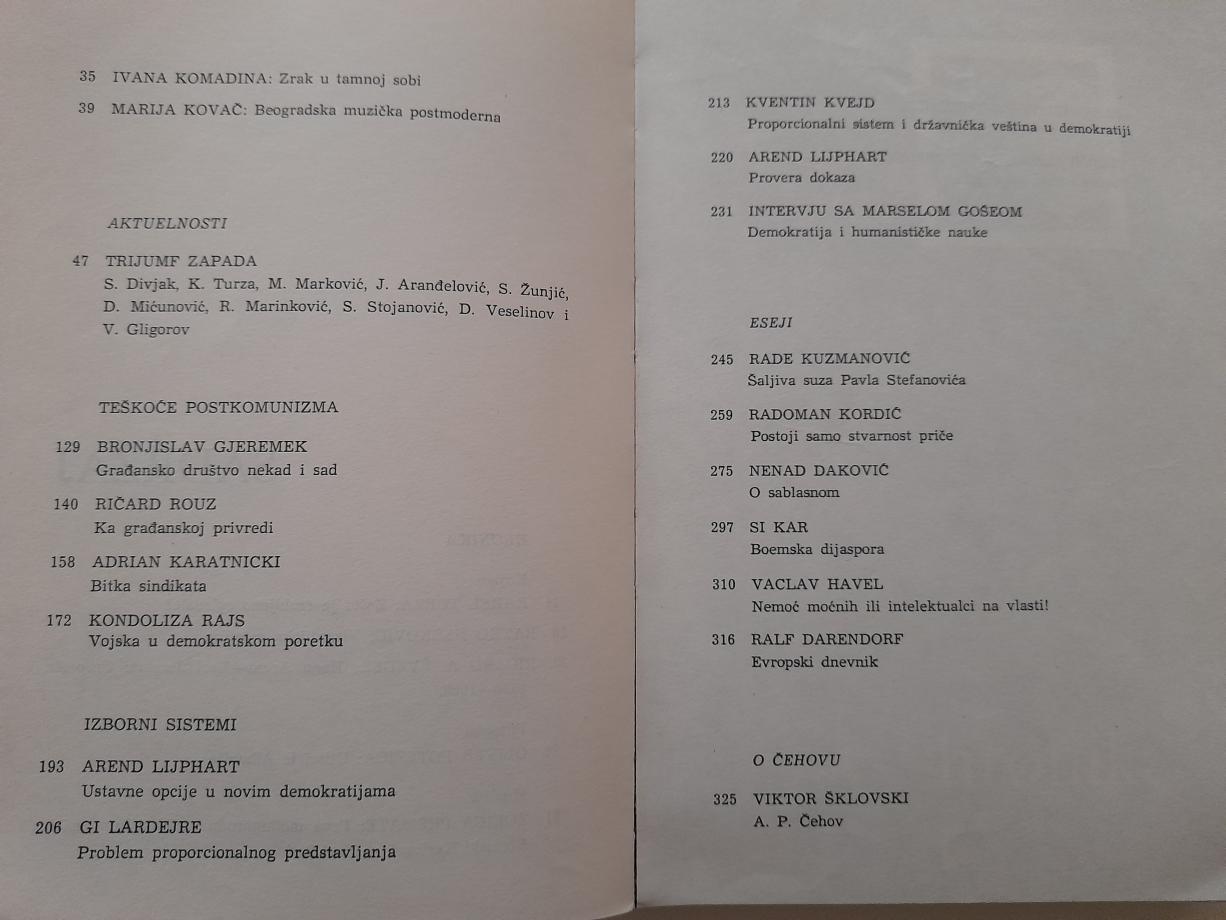 35 IVANA KOMADINA: Zrak u tamnoj sobi
39 MARIJA KOVAČ: Beogradska muzička postmoderna
AKTUELNOSTI
47 TRIJUMF ZAPADA
S. Divjak, K. Turza, M. Marković, J. Aranđelović, S. Žunjić,
D. Mićunović, R. Marinković, S. Stojanović, D. Veselinov i
V. Gligorov
TEŠKOĆE POSTKOMUNIZMA
129 BRONJISLAV GJEREMEK
Građansko društvo nekad i sad
140 RIČARD ROUZ
Ka građanskoj privredi
158 ADRIAN KARATNICKI
Bitka sindikata
172 KONDOLIZA RAJS
Vojska u demokratskom poretku
IZBORNI SISTEMI
193 AREND LIJPHART
Ustavne opcije u novim demokratijama
206 GI LARDEJRE
Problem proporcionalnog predstavljanja
213 KVENTIN KVEJD
Proporcionalni sistem i državnička veština u demokratiji
220 AREND LIJPHART
Provera dokaza
231 INTERVJU SA MARSELOM GOŠEOM
Demokratija i humanističke nauke
ESEJI
245 RADE KUZMANOVIĆ
Šaljiva suza Pavla Stefanovića
259 RADOMAN KORDIĆ
Postoji samo stvarnost priče
275 NENAD DAKOVIĆ
O sablasnom
297 SI KAR
Boemska dijaspora
310 VACLAV HAVEL
Nemoć moćnih ili intelektualci na vlasti!
316 RALF DARENDORF
Evropski dnevnik
O ČEHOVU
325 VIKTOR ŠKLOVSKI
A. P. Čehov